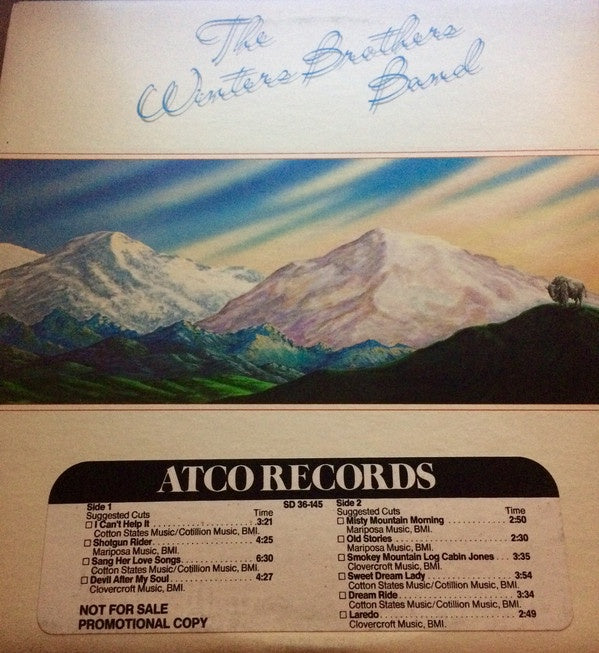 The
Winters Brothers
Band
ATCO RECORDS
Side 1
Suggested Cuts Time
☐ I Can't Help It . . . . . . . . . . . . . . . . 3:21
Cotton States Music/Cotillion Music, BMI.
☐ Shotgun Rider . . . . . . . . . . . . . . . . 4:25
Mariposa Music, BMI.
☐ Sang Her Love Songs . . . . . . . . . . . . 6:30
Cotton States Music/Cotillion Music, BMI.
☐ Devil After My Soul . . . . . . . . . . . . . 4:27
Clovercroft Music, BMI.
NOT FOR SALE
PROMOTIONAL COPY
SD 36-145
Side 2
Suggested Cuts Time
☐ Misty Mountain Morning . . . . . . . . . 2:50
Mariposa Music, BMI.
☐ Old Stories . . . . . . . . . . . . . . . . . . 2:30
Mariposa Music, BMI.
☐ Smokey Mountain Log Cabin Jones . . . 3:35
Clovercroft Music, BMI.
☐ Sweet Dream Lady . . . . . . . . . . . . . 3:54
Cotton States Music/Cotillion Music, BMI.
☐ Dream Ride . . . . . . . . . . . . . . . . . 3:34
Cotton States Music/Cotillion Music, BMI.
☐ Laredo . . . . . . . . . . . . . . . . . . . . 2:49
Clovercroft Music, BMI.